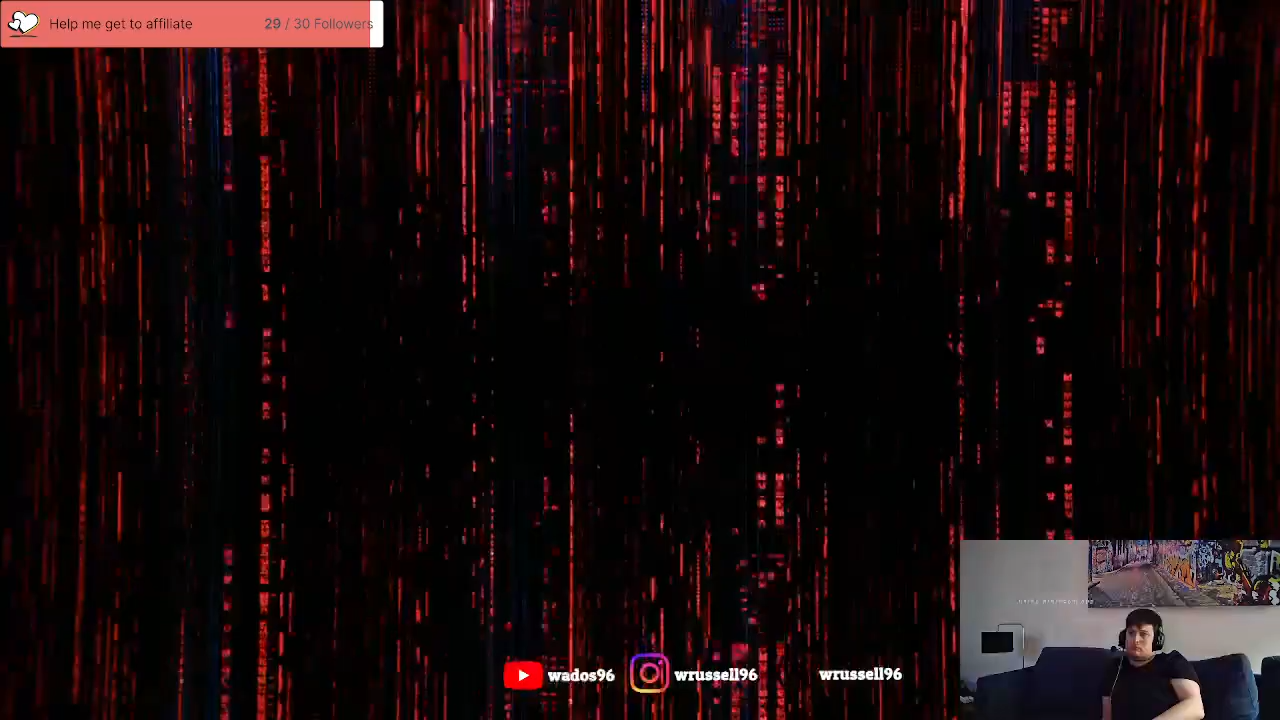 Help me get to affiliate
29 / 30 Followers
wados96
wrussell96
wrussell96